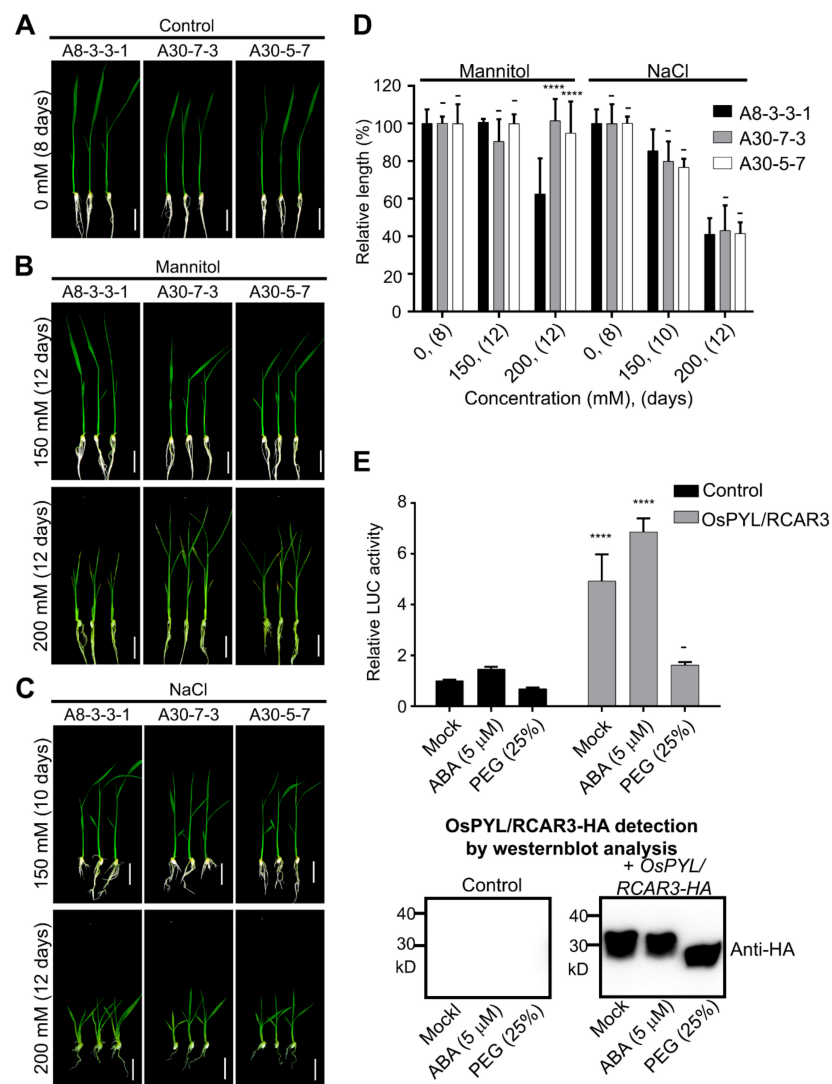 A
Control
A8-3-3-1 A30-7-3 A30-5-7
0 mM (8 days)
B
Mannitol
A8-3-3-1 A30-7-3 A30-5-7
150 mM (12 days)
200 mM (12 days)
C
NaCl
A8-3-3-1 A30-7-3 A30-5-7
150 mM (10 days)
200 mM (12 days)
D
Mannitol NaCl
**** ****
A8-3-3-1
A30-7-3
A30-5-7
Relative length (%)
120
100
80
60
40
20
0
0, (8) 150, (12) 200, (12) 0, (8) 150, (10) 200, (12)
Concentration (mM), (days)
E
Control
OsPYL/RCAR3
**** **** -
Relative LUC activity
8
6
4
2
0
Mock ABA (5 μM) PEG (25%) Mock ABA (5 μM) PEG (25%)
OsPYL/RCAR3-HA detection
by westernblot analysis
Control
+ OsPYL/
RCAR3-HA
40
30
kD
40
30
kD
Anti-HA
Mockl ABA (5 μM) PEG (25%)
Mock ABA (5 μM) PEG (25%)